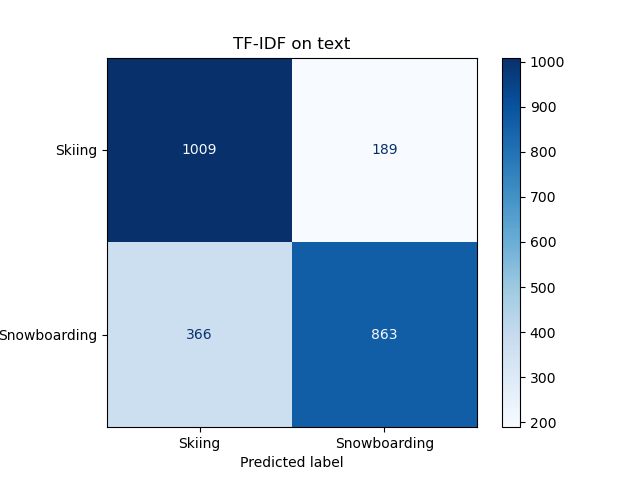 TF-IDF on text
Skiing
1009
189
Snowboarding
366
863
Skiing
Snowboarding
Predicted label
1000
900
800
700
600
500
400
300
200